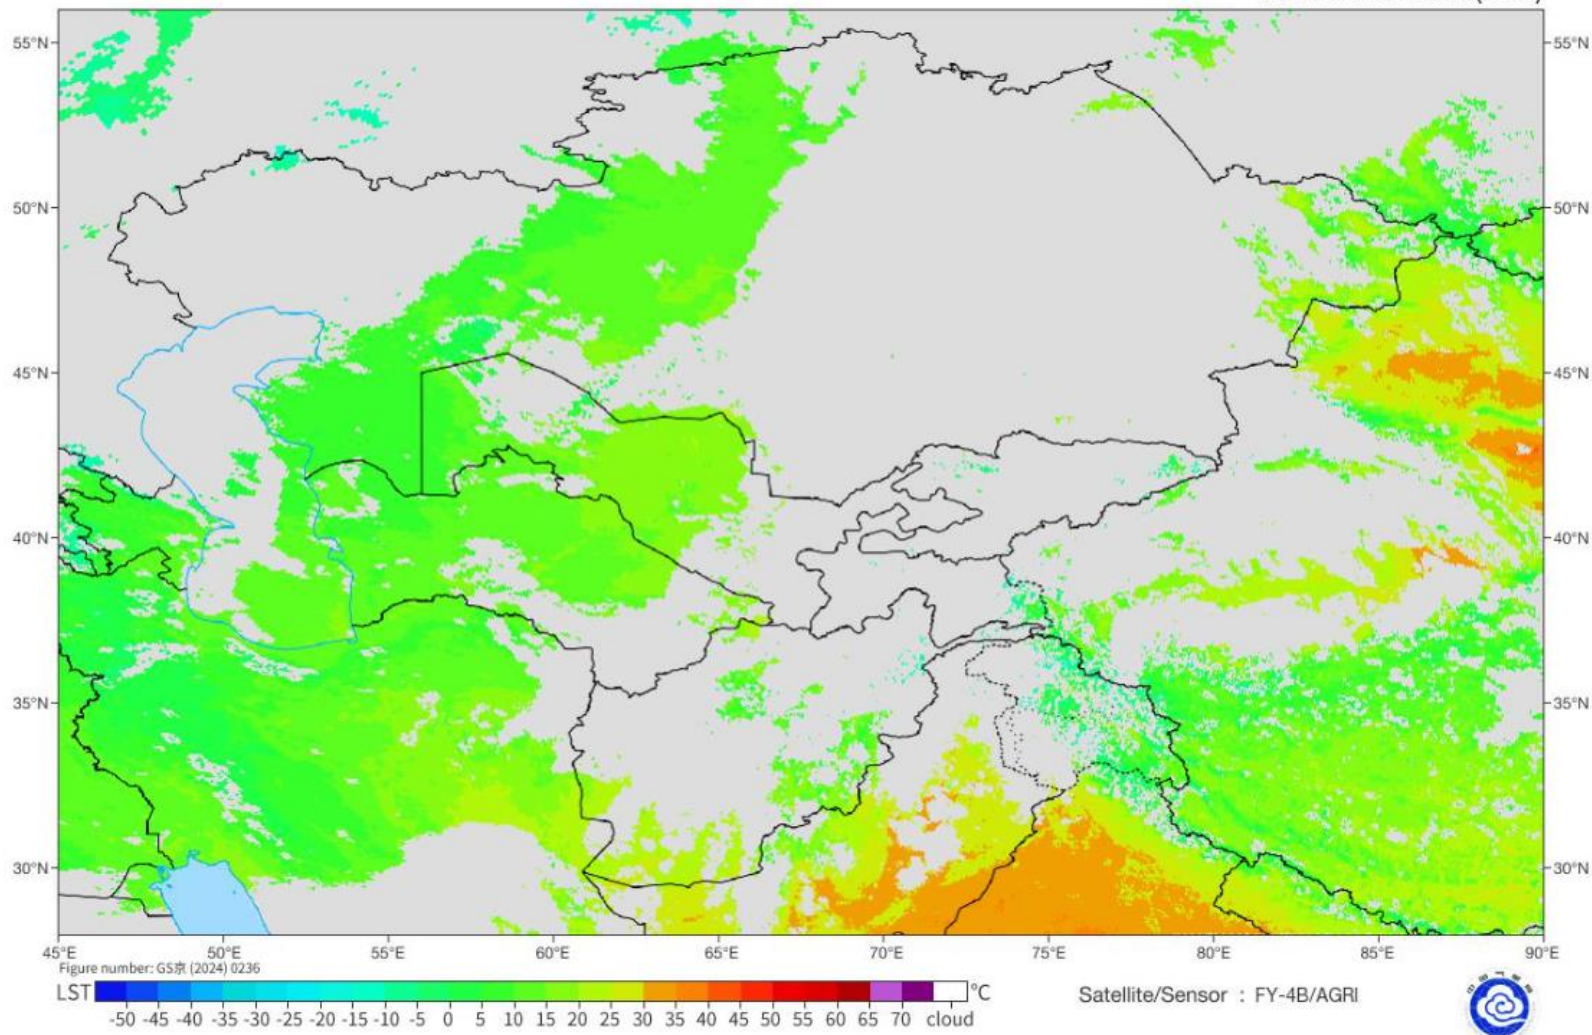 55°N
55°N
50°N
50°N
45°N
45°N
40°N
40°N
35°N
35°N
30°N
30°N
45°E
50°E
55°E
60°E
65°E
70°E
75°E
80°E
85°E
90°E
Figure number: GS京 (2024) 0236
LST
°C
-50 -45 -40 -35 -30 -25 -20 -15 -10 -5 0 5 10 15 20 25 30 35 40 45 50 55 60 65 70 cloud
Satellite/Sensor : FY-4B/AGRI